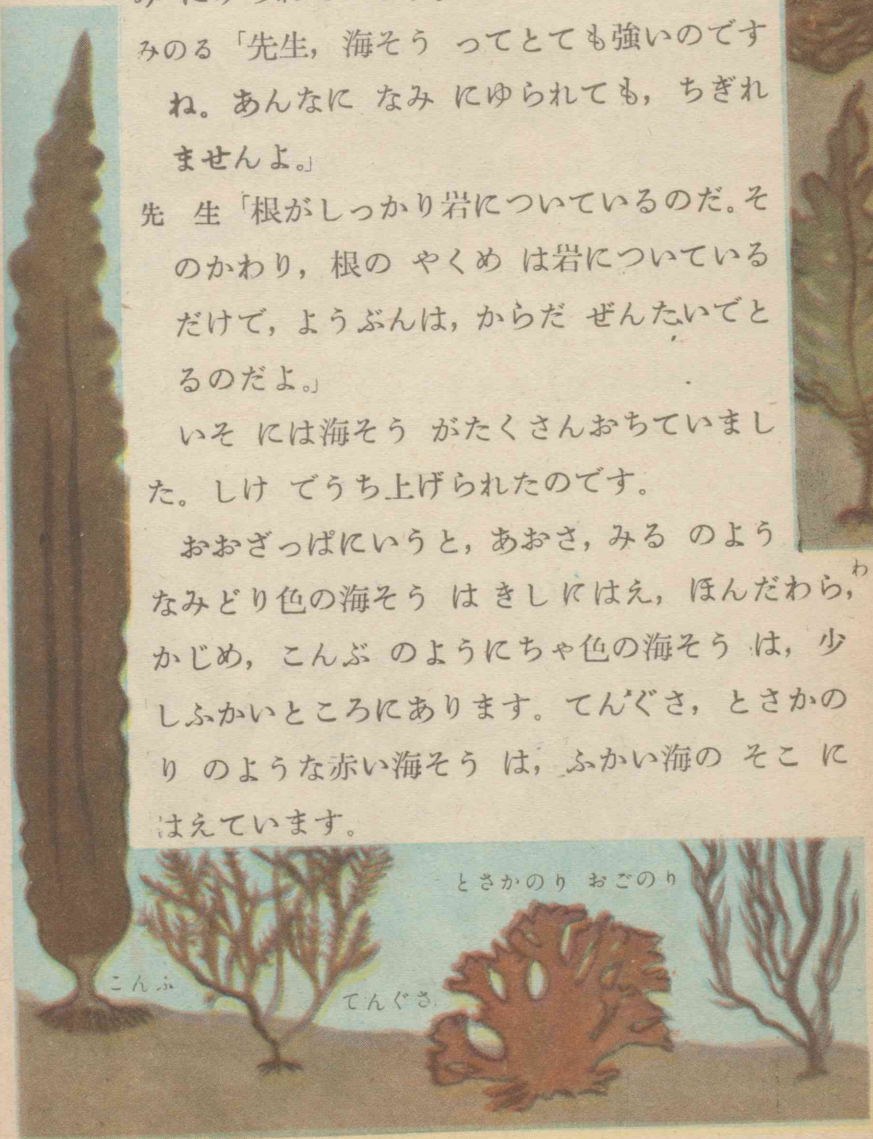 みのる「先生，海そう ってとても強いのです
ね。あんなに なみ にゆられても，ちぎれ
ませんよ。」
先 生「根がしっかり岩についているのだ。そ
のかわり，根の やくめ は岩についている
だけで，ようぶんは，からだ ぜんたいでと
るのだよ。」
いそ には海そう がたくさんおちていまし
た。しけ でうち上げられたのです。
おおざっぱにいうと，あおさ，みる のよう
なみどり色の海そう は きしにはえ，ほんだわら，
わ
かじめ，こんぶ のようにちゃ色の海そう は，少
しふかいところにあります。てんぐさ，とさかの
り のような赤い海そう は，ふかい海の そこ に
はえています。
とさかのり おごのり
こんぶ
てんぐさ